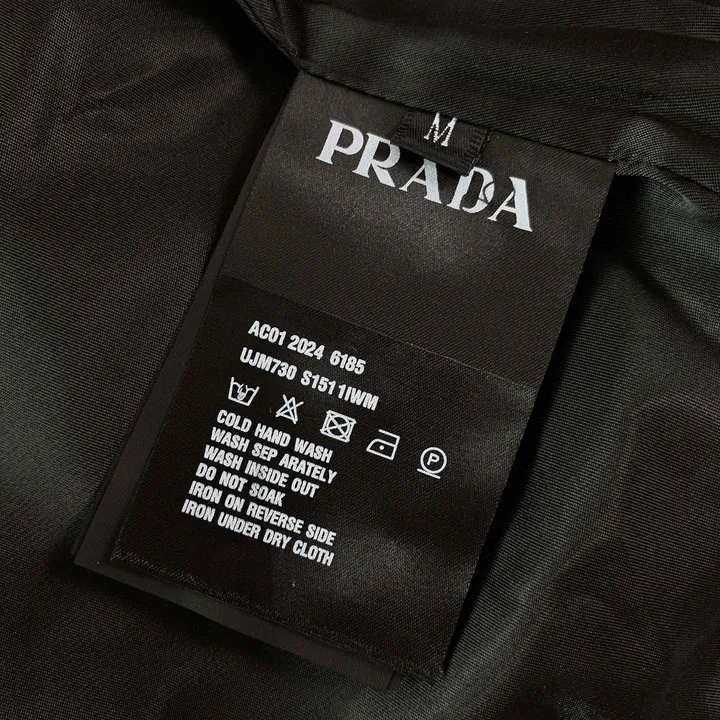 M
PRADA
AC01 2024 6185
UJM730 S151 1IWM
P
COLD HAND WASH
WASH SEP ARATELY
WASH INSIDE OUT
DO NOT SOAK
IRON ON REVERSE SIDE
IRON UNDER DRY CLOTH